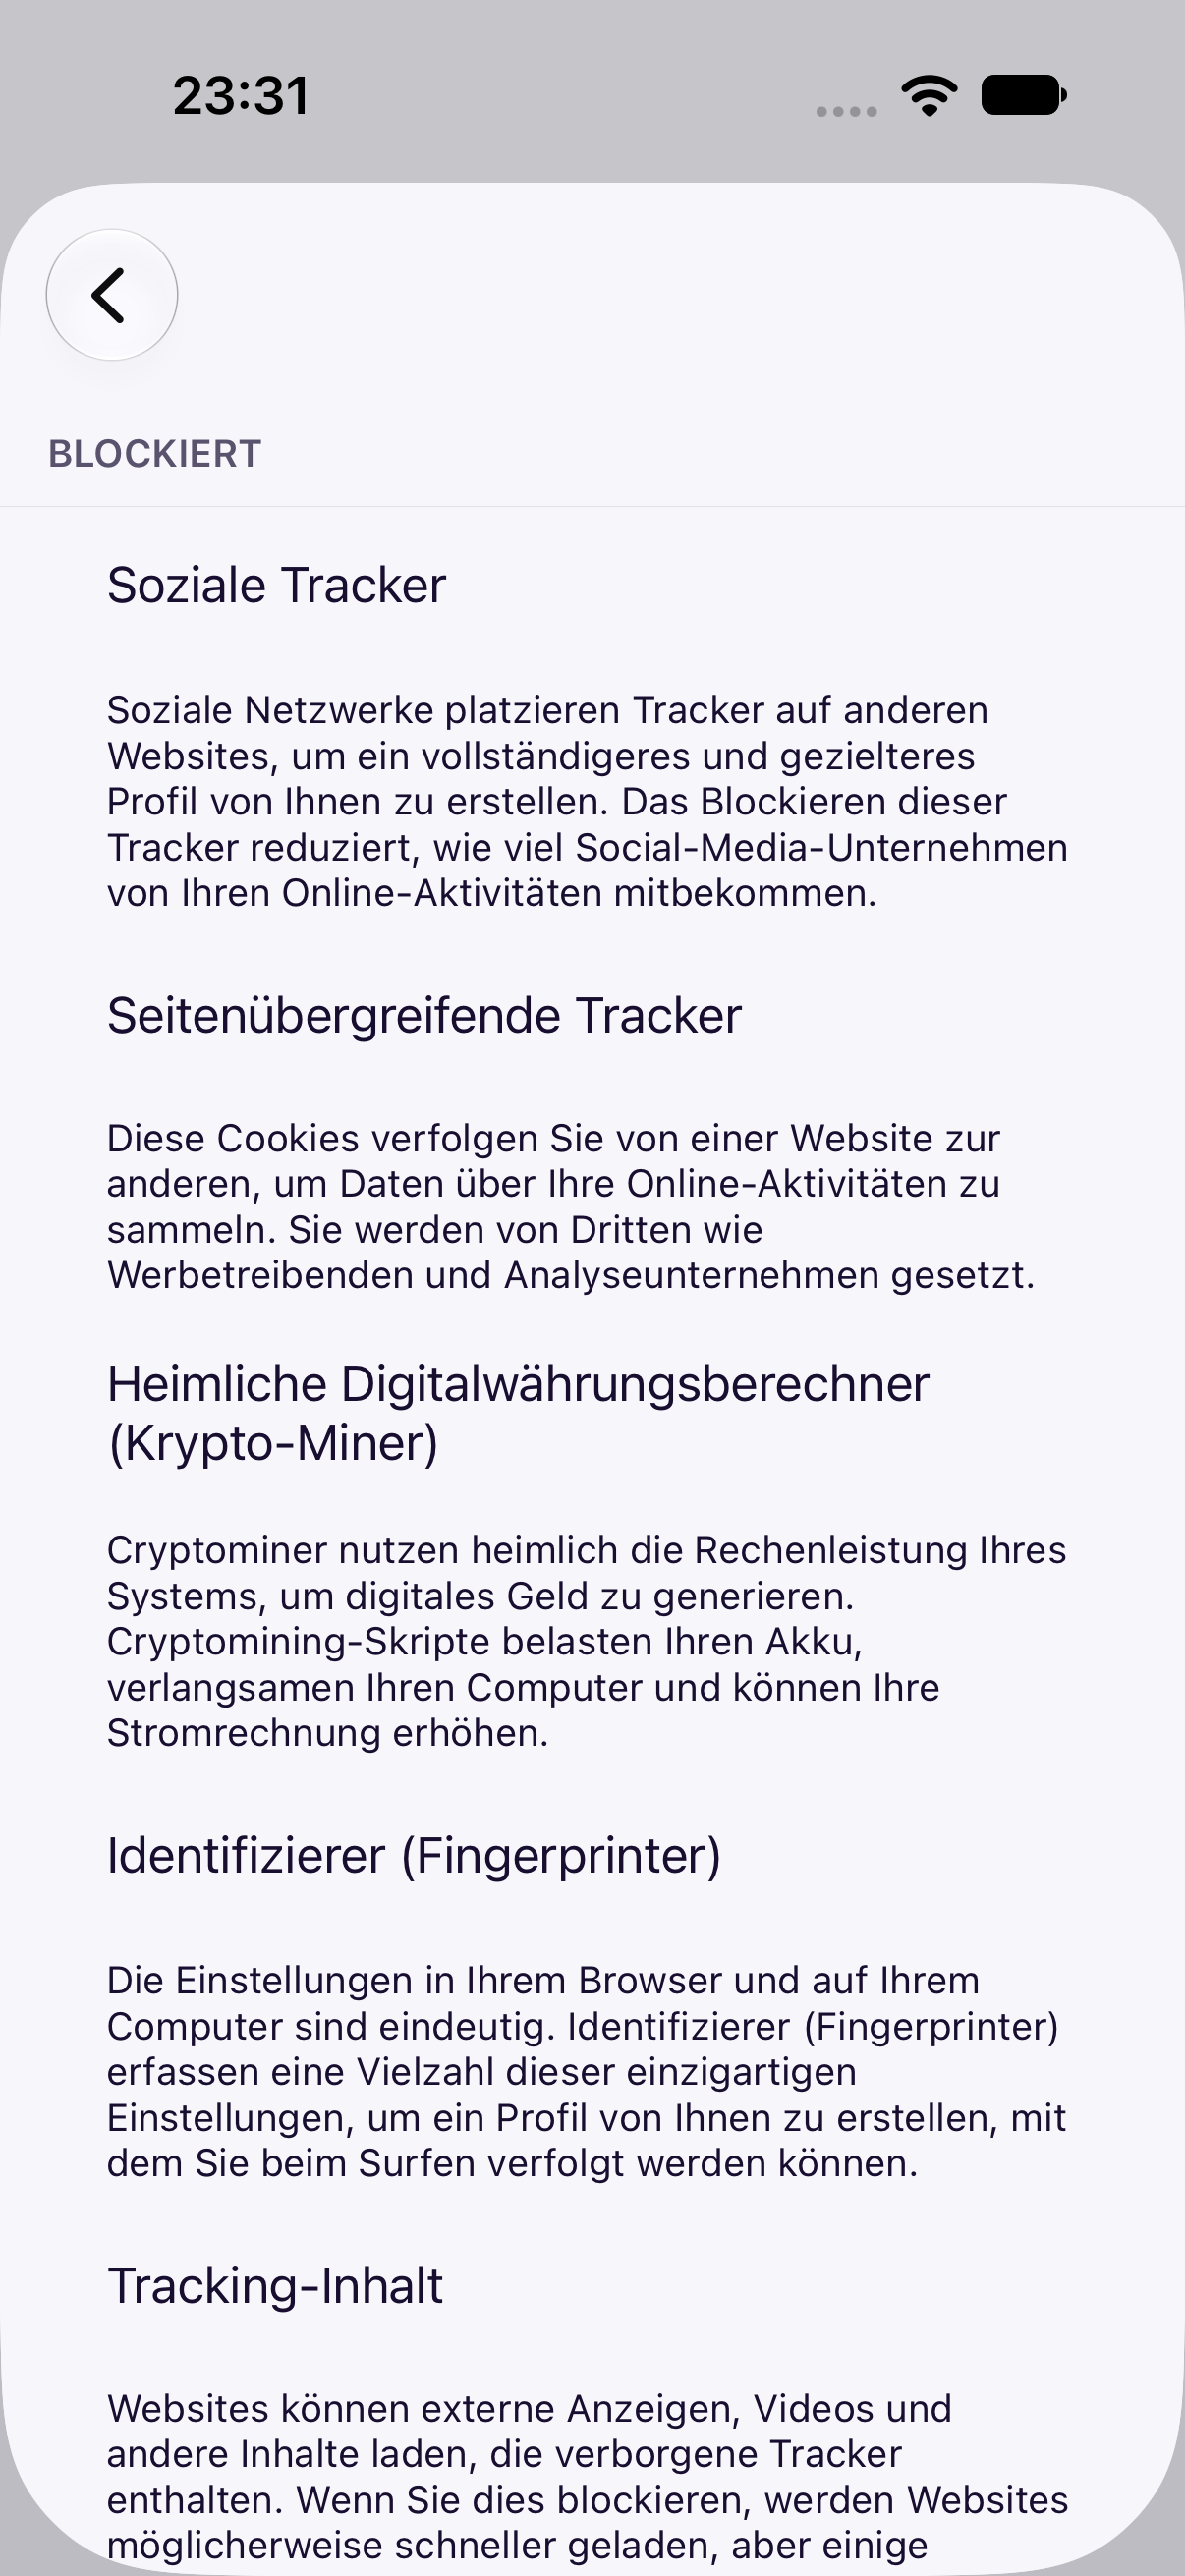 23:31
BLOCKIERT
Soziale Tracker
Soziale Netzwerke platzieren Tracker auf anderen
Websites, um ein vollständigeres und gezielteres
Profil von Ihnen zu erstellen. Das Blockieren dieser
Tracker reduziert, wie viel Social-Media-Unternehmen
von Ihren Online-Aktivitäten mitbekommen.
Seitenübergreifende Tracker
Diese Cookies verfolgen Sie von einer Website zur
anderen, um Daten über Ihre Online-Aktivitäten zu
sammeln. Sie werden von Dritten wie
Werbetreibenden und Analyseunternehmen gesetzt.
Heimliche Digitalwährungsberechner
(Krypto-Miner)
Cryptominer nutzen heimlich die Rechenleistung Ihres
Systems, um digitales Geld zu generieren.
Cryptomining-Skripte belasten Ihren Akku,
verlangsamen Ihren Computer und können Ihre
Stromrechnung erhöhen.
Identifizierer (Fingerprinter)
Die Einstellungen in Ihrem Browser und auf Ihrem
Computer sind eindeutig. Identifizierer (Fingerprinter)
erfassen eine Vielzahl dieser einzigartigen
Einstellungen, um ein Profil von Ihnen zu erstellen, mit
dem Sie beim Surfen verfolgt werden können.
Tracking-Inhalt
Websites können externe Anzeigen, Videos und
andere Inhalte laden, die verborgene Tracker
enthalten. Wenn Sie dies blockieren, werden Websites
möglicherweise schneller geladen, aber einige